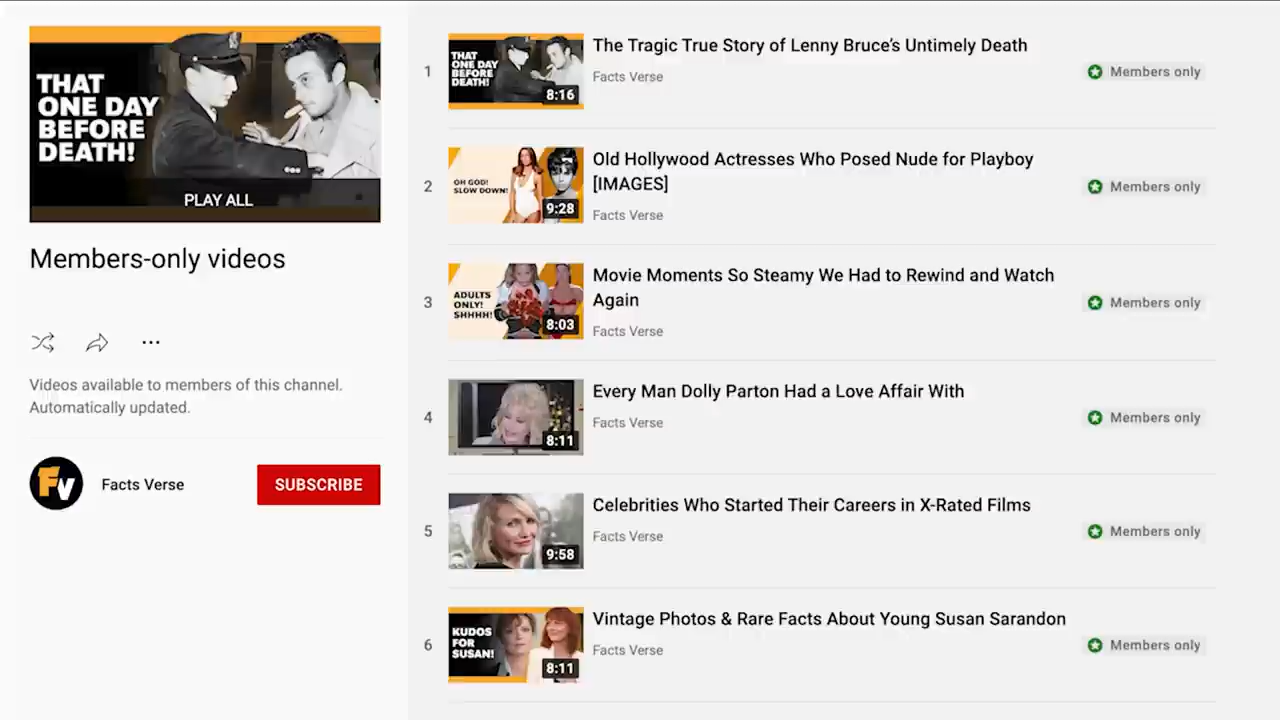 THAT
ONE DAY
BEFORE
DEATH!
PLAY ALL
Members-only videos
Videos available to members of this channel.
Automatically updated.
FV
Facts Verse
SUBSCRIBE
1
THAT
ONE DAY
BEFORE
DEATH!
8:16
The Tragic True Story of Lenny Bruce’s Untimely Death
Facts Verse
Members only
2
OH GOD!
SLOW DOWN!
9:28
Old Hollywood Actresses Who Posed Nude for Playboy
[IMAGES]
Facts Verse
Members only
3
ADULTS
ONLY!
SHHHH!
8:03
Movie Moments So Steamy We Had to Rewind and Watch
Again
Facts Verse
Members only
4
8:11
Every Man Dolly Parton Had a Love Affair With
Facts Verse
Members only
5
9:58
Celebrities Who Started Their Careers in X-Rated Films
Facts Verse
Members only
6
KUDOS
FOR
SUSAN!
8:11
Vintage Photos & Rare Facts About Young Susan Sarandon
Facts Verse
Members only